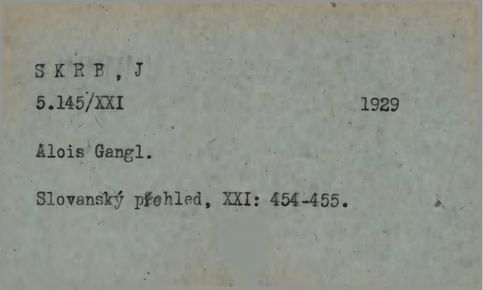 S K R B , J
5.145/XXI 1929
Alois Gangl.
Slovanský přehled, XXI: 454-455.